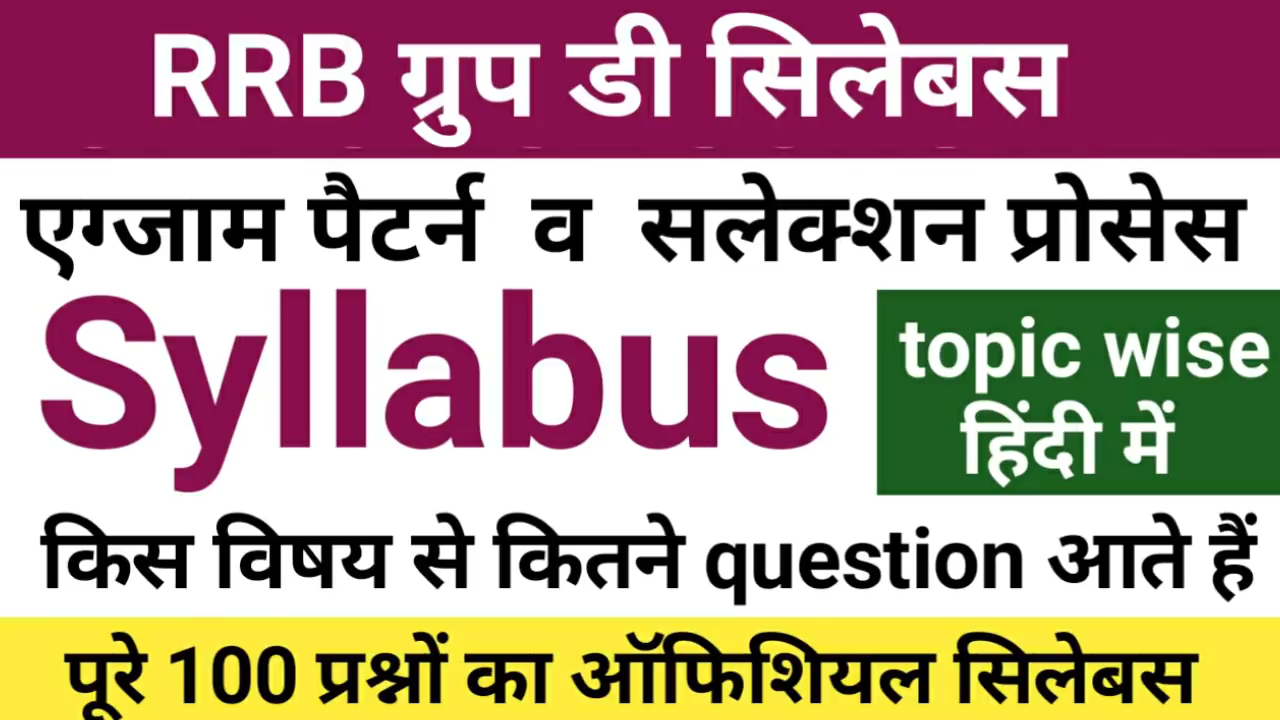 RRB ग्रुप डी सिलेबस
एग्जाम पैटर्न व सलेक्शन प्रोसेस
Syllabus
topic wise
हिंदी में
किस विषय से कितने question आते हैं
पूरे 100 प्रश्नों का ऑफिशियल सिलेबस